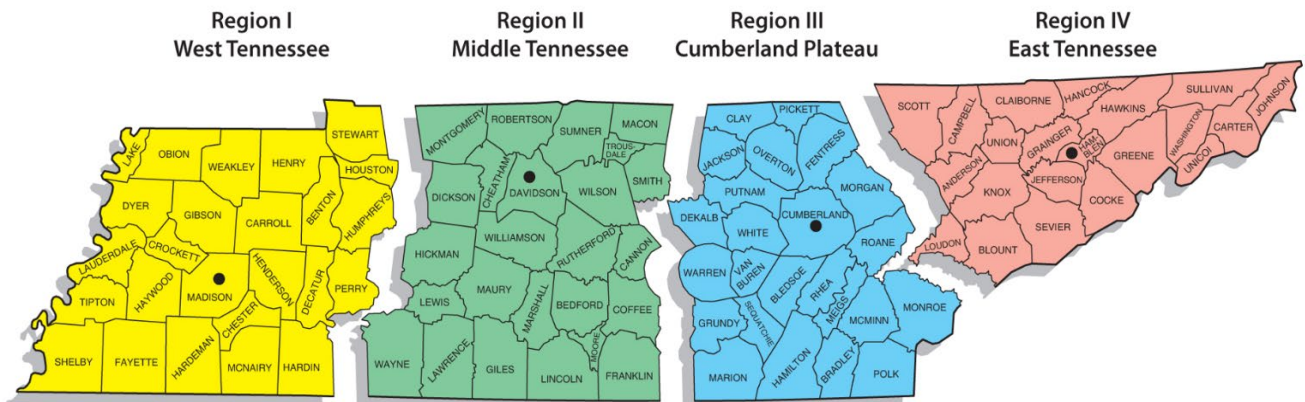 Region I
West Tennessee
Region II
Middle Tennessee
Region III
Cumberland Plateau
Region IV
East Tennessee
STEWART
LAKE
OBION
WEAKLEY
HENRY
HOUSTON
DYER
GIBSON
CARROLL
BENTON
HUMPHREYS
LAUDERDALE
CROCKETT
HAYWOOD
MADISON
HENDERSON
DECATUR
PERRY
TIPTON
CHESTER
SHELBY
FAYETTE
HARDEMAN
MCNAIRY
HARDIN
MONTGOMERY
ROBERTSON
SUMNER
MACON
TROUS-
DALE
CHEATHAM
DAVIDSON
WILSON
SMITH
DICKSON
WILLIAMSON
RUTHERFORD
CANNON
HICKMAN
MAURY
LEWIS
MARSHALL
BEDFORD
COFFEE
WAYNE
LAWRENCE
GILES
LINCOLN
MOORE
FRANKLIN
CLAY
PICKETT
JACKSON
OVERTON
FENTRESS
PUTNAM
MORGAN
DEKALB
WHITE
CUMBERLAND
ROANE
WARREN
VAN
BUREN
BLEDSOE
RHEA
MEIGS
MONROE
GRUNDY
SEQUATCHIE
MCMINN
MARION
HAMILTON
BRADLEY
POLK
SCOTT
CAMPBELL
CLAIBORNE
HANCOCK
HAWKINS
SULLIVAN
JOHNSON
UNION
GRAINGER
HAM-
BLEN
GREENE
WASHINGTON
CARTER
UNICOI
ANDERSON
KNOX
JEFFERSON
COCKE
LOUDON
BLOUNT
SEVIER